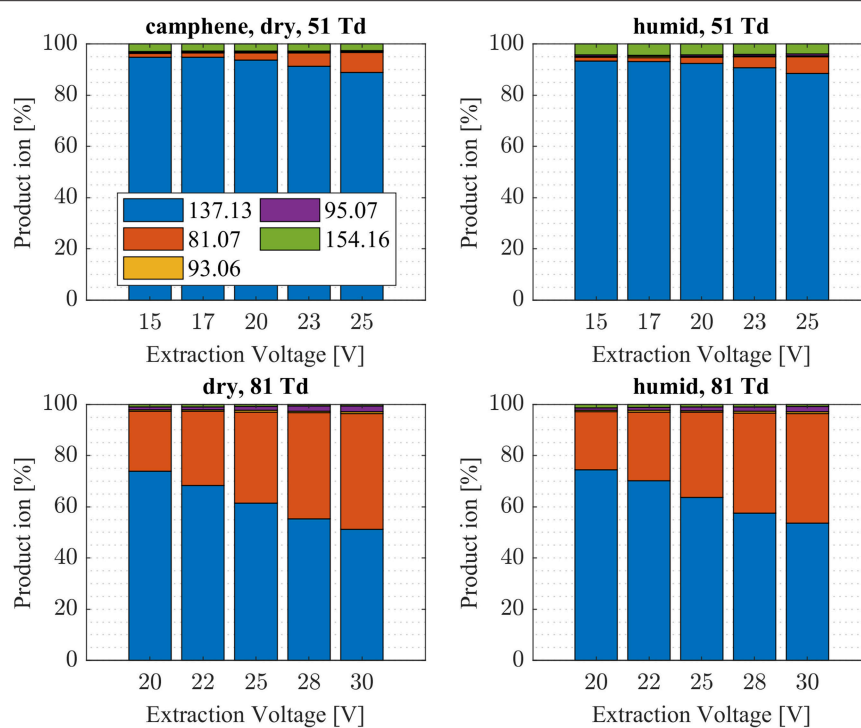 camphene, dry, 51 Td
Product ion [%]
100
80
60
40
20
0
137.13
81.07
93.06
95.07
154.16
15 17 20 23 25
Extraction Voltage [V]
humid, 51 Td
Product ion [%]
100
80
60
40
20
0
15 17 20 23 25
Extraction Voltage [V]
dry, 81 Td
Product ion [%]
100
80
60
40
20
0
20 22 25 28 30
Extraction Voltage [V]
humid, 81 Td
Product ion [%]
100
80
60
40
20
0
20 22 25 28 30
Extraction Voltage [V]